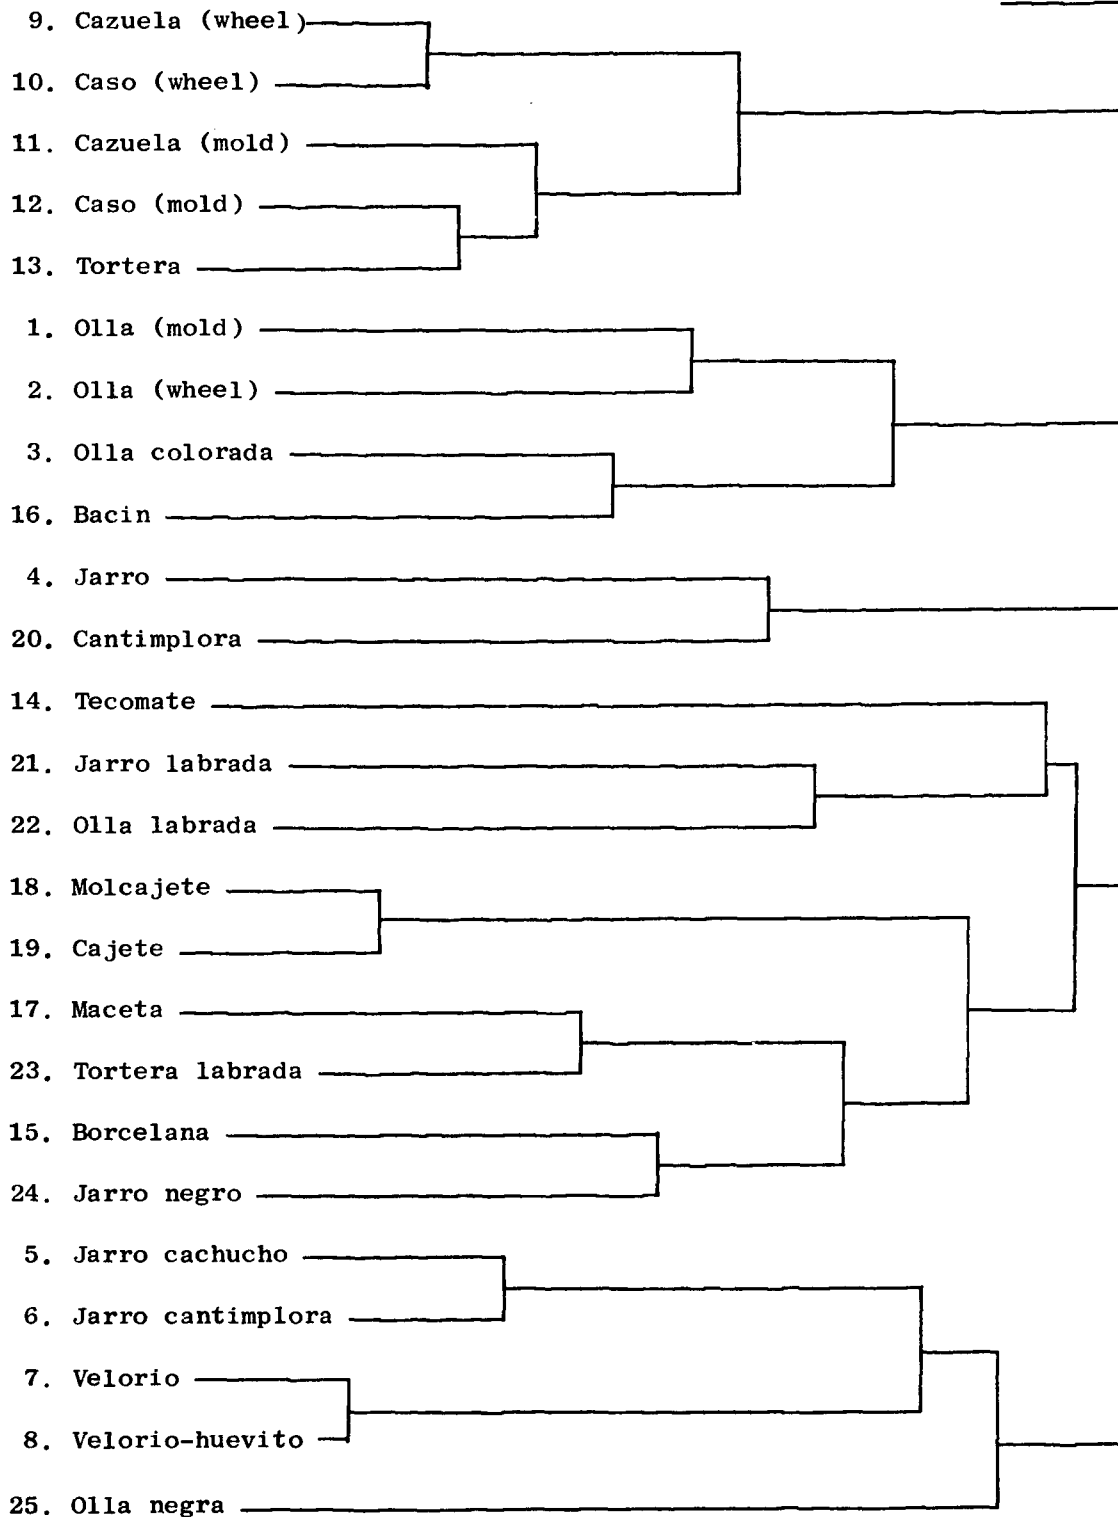 9. Cazuela (wheel)
10. Caso (wheel)
11. Cazuela (mold)
12. Caso (mold)
13. Tortera
1. Olla (mold)
2. Olla (wheel)
3. Olla colorada
16. Bacin
4. Jarro
20. Cantimplora
14. Tecomate
21. Jarro labrada
22. Olla labrada
18. Molcajete
19. Cajete
17. Maceta
23. Tortera labrada
15. Borcelana
24. Jarro negro
5. Jarro cachucho
6. Jarro cantimplora
7. Velorio
8. Velorio-huevito
25. Olla negra